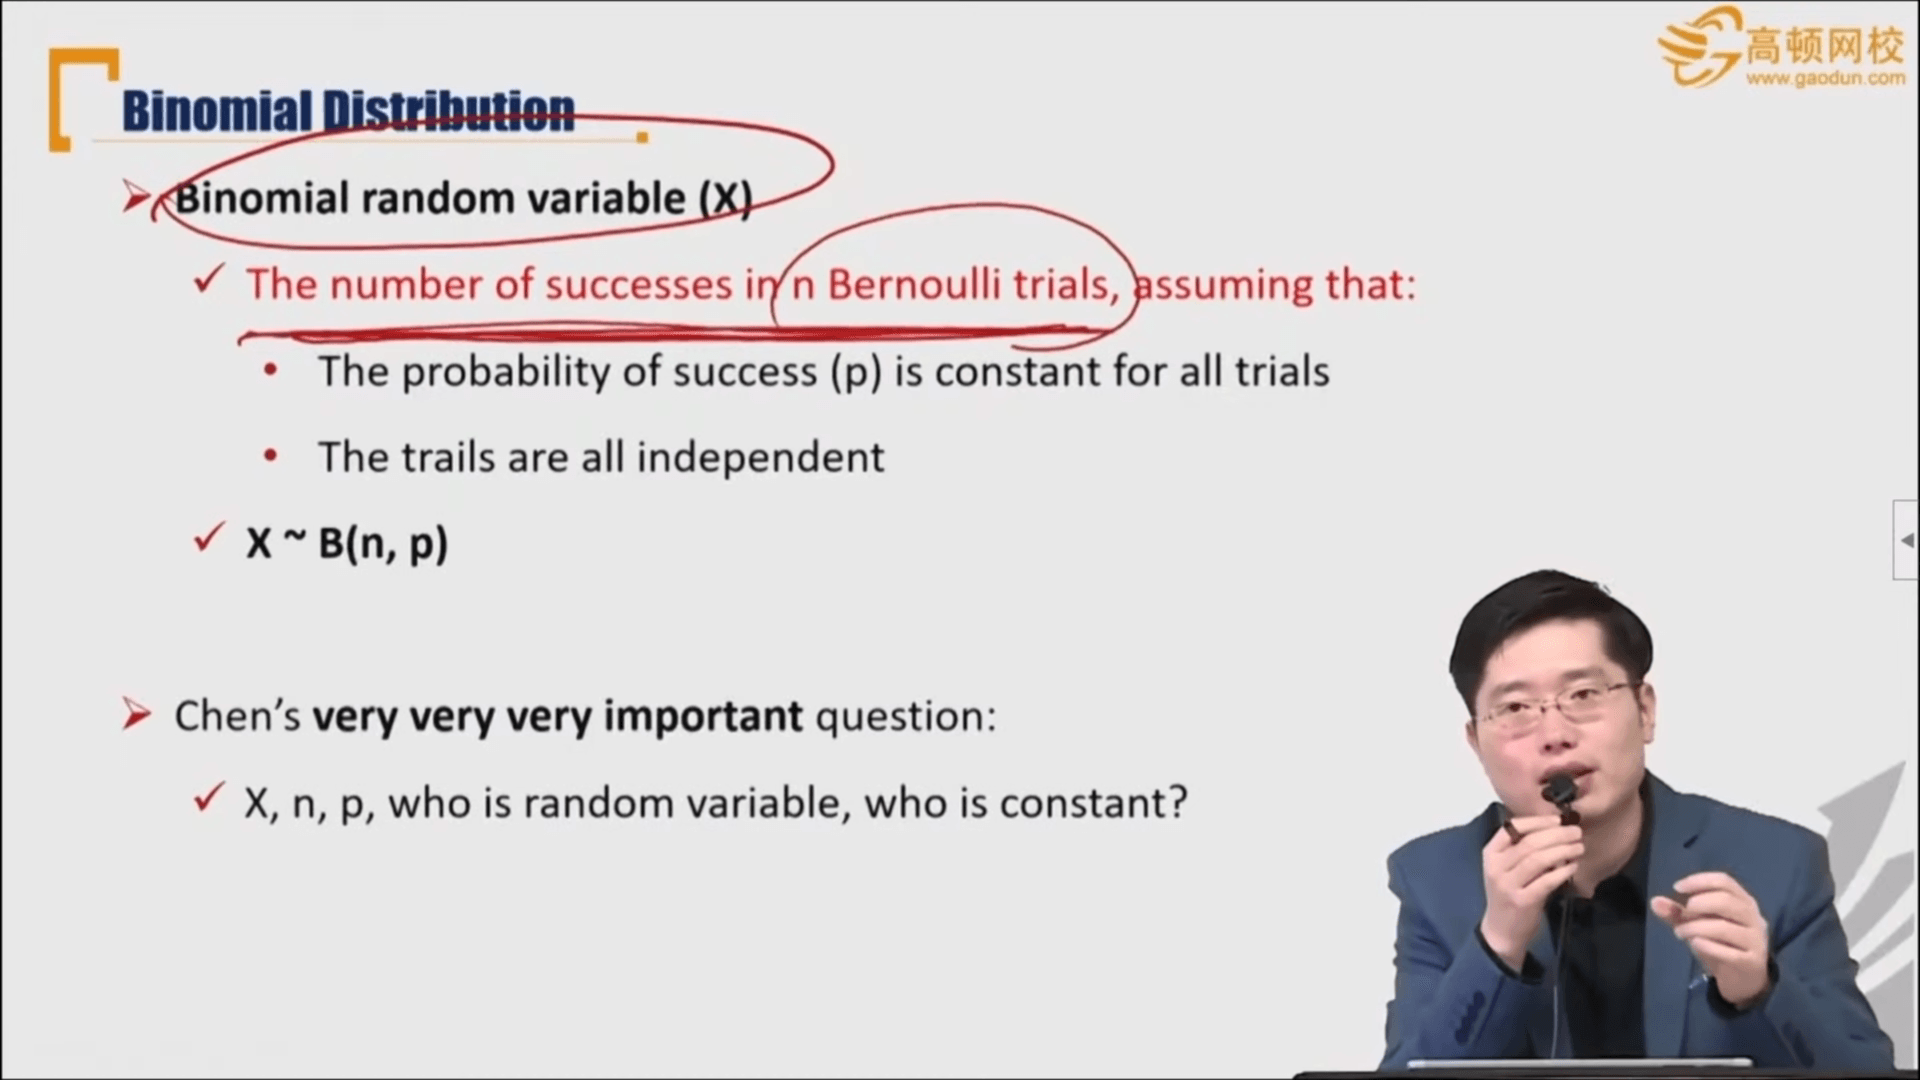 高顿网校
www.gaodun.com
Binomial Distribution
Binomial random variable (X)
The number of successes in n Bernoulli trials, assuming that:
The probability of success (p) is constant for all trials
The trails are all independent
X ~ B(n, p)
Chen's very very very important question:
X, n, p, who is random variable, who is constant?